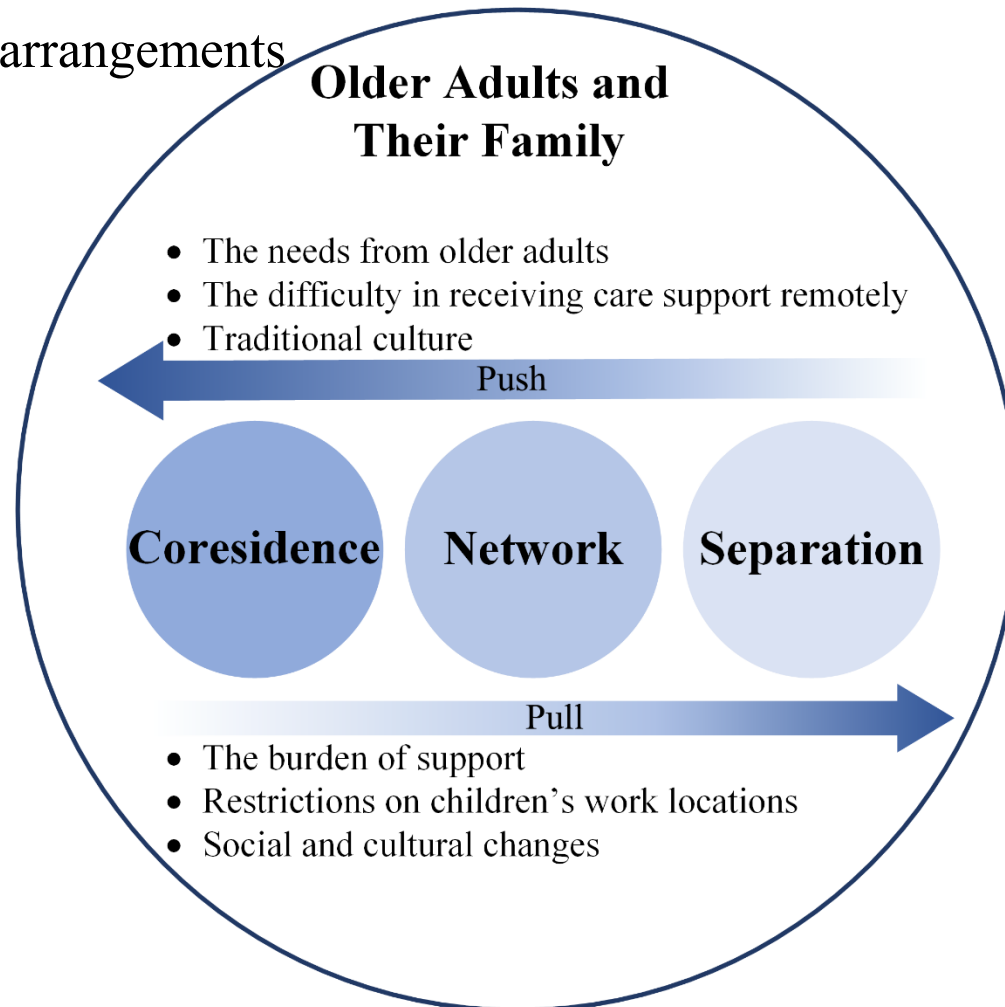 arrangements
Older Adults and
Their Family
• The needs from older adults
• The difficulty in receiving care support remotely
• Traditional culture
Push
Coresidence
Network
Separation
Pull
• The burden of support
• Restrictions on children’s work locations
• Social and cultural changes